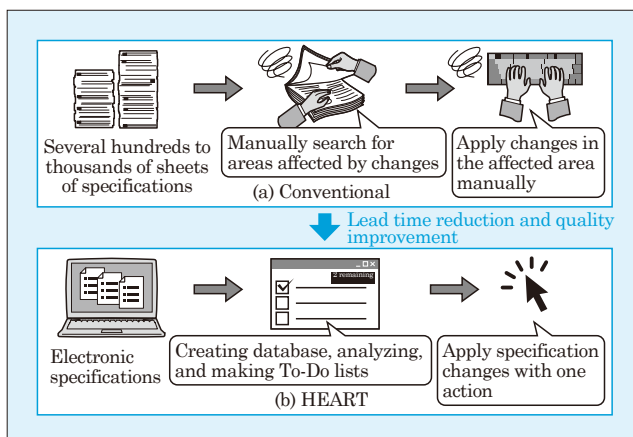 Several hundreds to
thousands of sheets
of specifications
Manually search for
areas affected by changes
Apply changes in
the affected area
manually
(a) Conventional
Lead time reduction and quality
improvement
2 remaining
Electronic
specifications
Creating database, analyzing,
and making To-Do lists
Apply specification
changes with one
action
(b) HEART